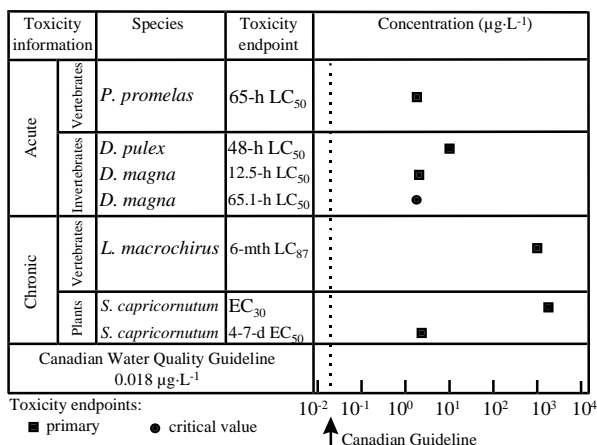 Toxicity information Species Toxicity endpoint Concentration (µg·L-1)
Acute
Vertebrates
P. promelas 65-h LC50
Invertebrates
D. pulex 48-h LC50
D. magna 12.5-h LC50
D. magna 65.1-h LC50
Chronic
Vertebrates
L. macrochirus 6-mth LC87
Plants
S. capricornutum EC30
S. capricornutum 4-7-d EC50
Canadian Water Quality Guideline
0.018 µg·L-1
10-2 10-1 100 101 102 103 104
Toxicity endpoints:
primary critical value
Canadian Guideline